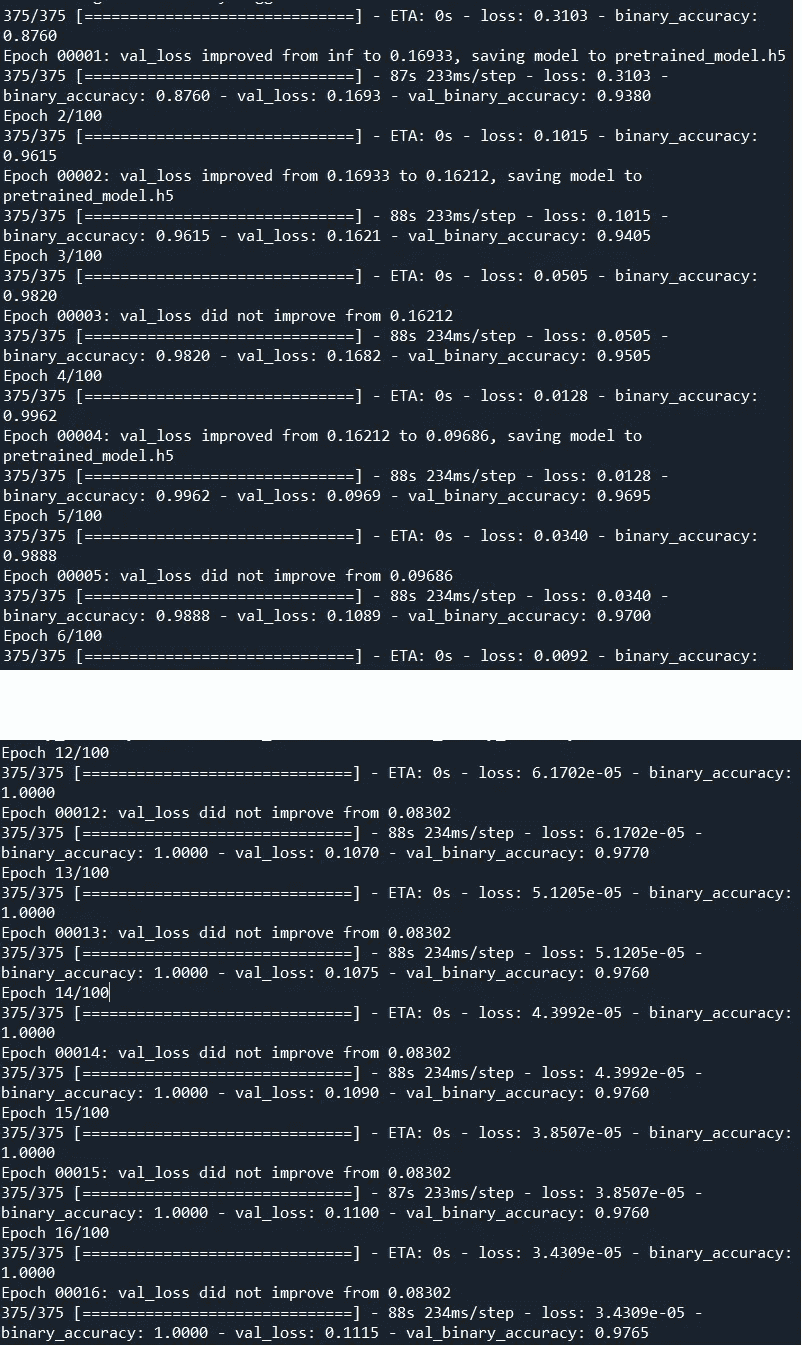 375/375 [==============================] - ETA: 0s - loss: 0.3103 - binary_accuracy:
0.8760
Epoch 00001: val_loss improved from inf to 0.16933, saving model to pretrained_model.h5
375/375 [==============================] - 87s 233ms/step - loss: 0.3103 -
binary_accuracy: 0.8760 - val_loss: 0.1693 - val_binary_accuracy: 0.9380
Epoch 2/100
375/375 [==============================] - ETA: 0s - loss: 0.1015 - binary_accuracy:
0.9615
Epoch 00002: val_loss improved from 0.16933 to 0.16212, saving model to
pretrained_model.h5
375/375 [==============================] - 88s 233ms/step - loss: 0.1015 -
binary_accuracy: 0.9615 - val_loss: 0.1621 - val_binary_accuracy: 0.9405
Epoch 3/100
375/375 [==============================] - ETA: 0s - loss: 0.0505 - binary_accuracy:
0.9820
Epoch 00003: val_loss did not improve from 0.16212
375/375 [==============================] - 88s 234ms/step - loss: 0.0505 -
binary_accuracy: 0.9820 - val_loss: 0.1682 - val_binary_accuracy: 0.9505
Epoch 4/100
375/375 [==============================] - ETA: 0s - loss: 0.0128 - binary_accuracy:
0.9962
Epoch 00004: val_loss improved from 0.16212 to 0.09686, saving model to
pretrained_model.h5
375/375 [==============================] - 88s 234ms/step - loss: 0.0128 -
binary_accuracy: 0.9962 - val_loss: 0.0969 - val_binary_accuracy: 0.9695
Epoch 5/100
375/375 [==============================] - ETA: 0s - loss: 0.0340 - binary_accuracy:
0.9888
Epoch 00005: val_loss did not improve from 0.09686
375/375 [==============================] - 88s 234ms/step - loss: 0.0340 -
binary_accuracy: 0.9888 - val_loss: 0.1089 - val_binary_accuracy: 0.9700
Epoch 6/100
375/375 [==============================] - ETA: 0s - loss: 0.0092 - binary_accuracy:
Epoch 12/100
375/375 [==============================] - ETA: 0s - loss: 6.1702e-05 - binary_accuracy:
1.0000
Epoch 00012: val_loss did not improve from 0.08302
375/375 [==============================] - 88s 234ms/step - loss: 6.1702e-05 -
binary_accuracy: 1.0000 - val_loss: 0.1070 - val_binary_accuracy: 0.9770
Epoch 13/100
375/375 [==============================] - ETA: 0s - loss: 5.1205e-05 - binary_accuracy:
1.0000
Epoch 00013: val_loss did not improve from 0.08302
375/375 [==============================] - 88s 234ms/step - loss: 5.1205e-05 -
binary_accuracy: 1.0000 - val_loss: 0.1075 - val_binary_accuracy: 0.9760
Epoch 14/100
375/375 [==============================] - ETA: 0s - loss: 4.3992e-05 - binary_accuracy:
1.0000
Epoch 00014: val_loss did not improve from 0.08302
375/375 [==============================] - 88s 234ms/step - loss: 4.3992e-05 -
binary_accuracy: 1.0000 - val_loss: 0.1090 - val_binary_accuracy: 0.9760
Epoch 15/100
375/375 [==============================] - ETA: 0s - loss: 3.8507e-05 - binary_accuracy:
1.0000
Epoch 00015: val_loss did not improve from 0.08302
375/375 [==============================] - 87s 233ms/step - loss: 3.8507e-05 -
binary_accuracy: 1.0000 - val_loss: 0.1100 - val_binary_accuracy: 0.9760
Epoch 16/100
375/375 [==============================] - ETA: 0s - loss: 3.4309e-05 - binary_accuracy:
1.0000
Epoch 00016: val_loss did not improve from 0.08302
375/375 [==============================] - 88s 234ms/step - loss: 3.4309e-05 -
binary_accuracy: 1.0000 - val_loss: 0.1115 - val_binary_accuracy: 0.9765